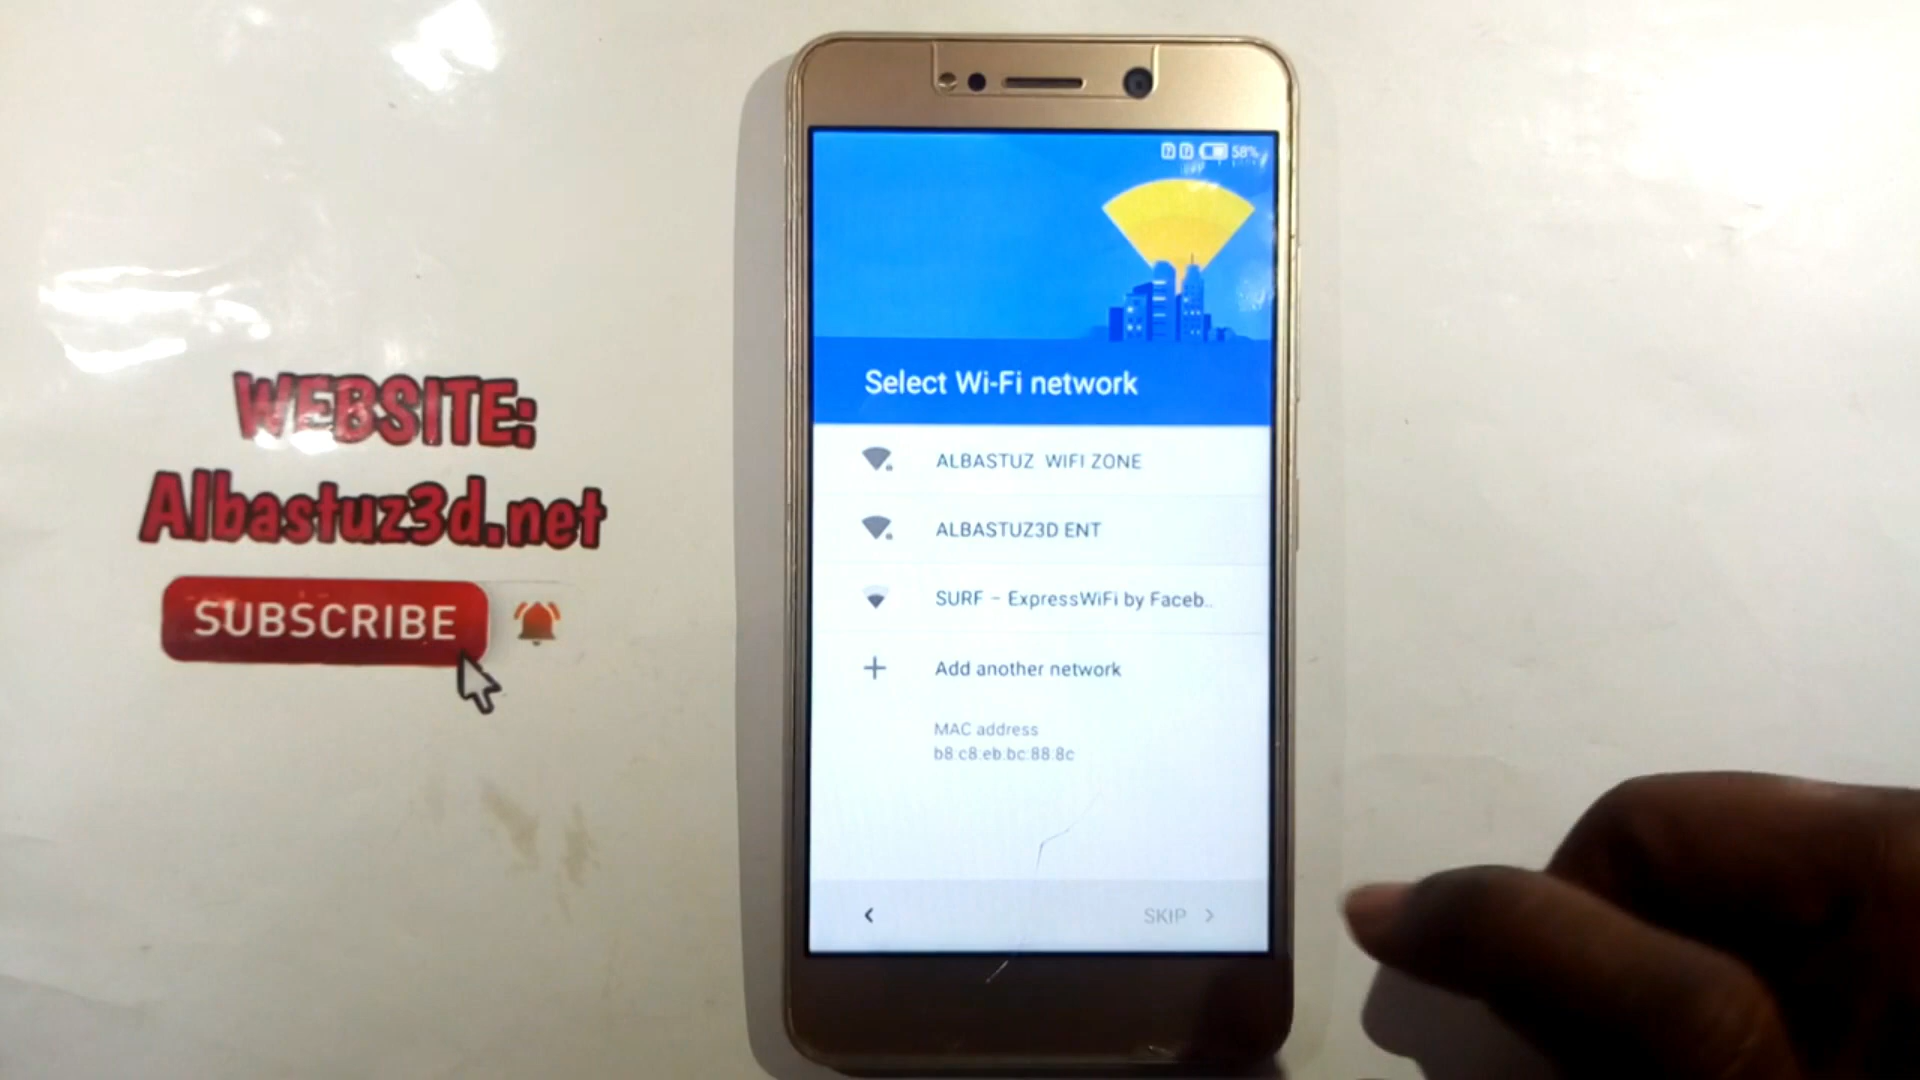 WEBSITE:
Albastuz3d.net
SUBSCRIBE
58%
Select Wi-Fi network
ALBASTUZ WIFI ZONE
ALBASTUZ3D ENT
SURF – ExpressWiFi by Faceb..
Add another network
MAC address
b8:c8:eb:bc:88:8c
SKIP